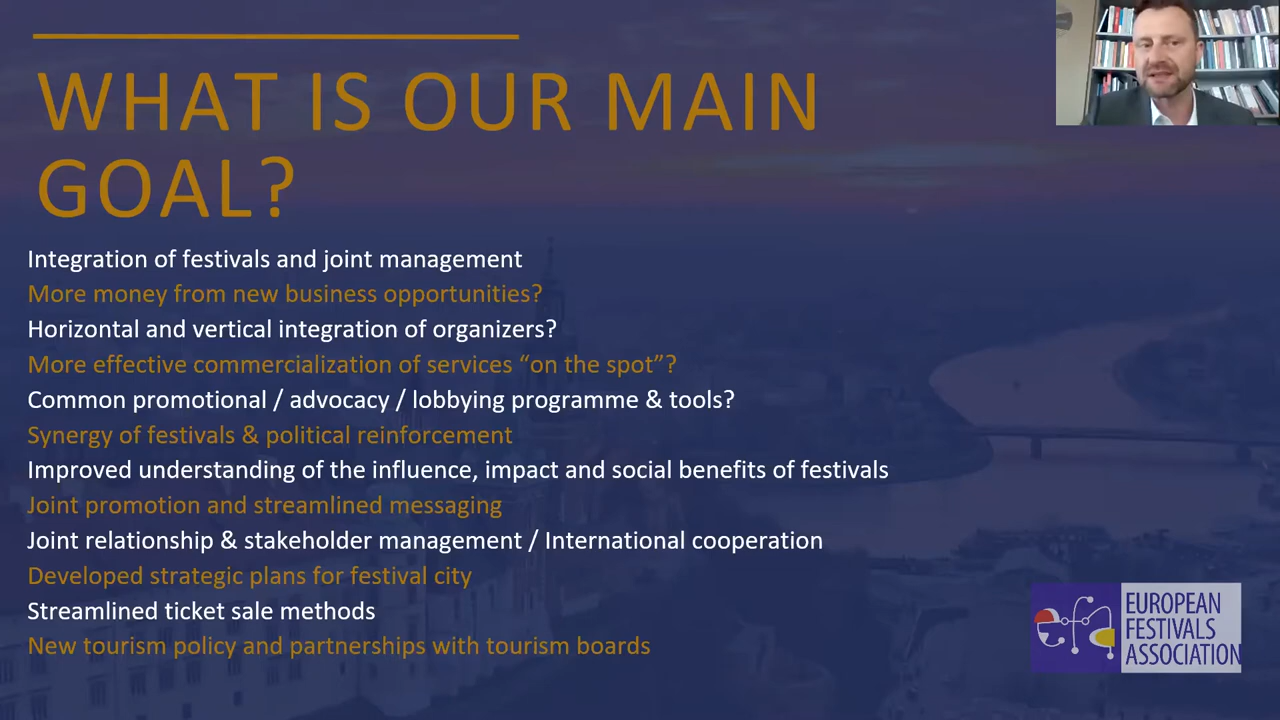 WHAT IS OUR MAIN
GOAL?
Integration of festivals and joint management
More money from new business opportunities?
Horizontal and vertical integration of organizers?
More effective commercialization of services “on the spot”?
Common promotional / advocacy / lobbying programme & tools?
Synergy of festivals & political reinforcement
Improved understanding of the influence, impact and social benefits of festivals
Joint promotion and streamlined messaging
Joint relationship & stakeholder management / International cooperation
Developed strategic plans for festival city
Streamlined ticket sale methods
New tourism policy and partnerships with tourism boards
EUROPEAN
FESTIVALS
ASSOCIATION